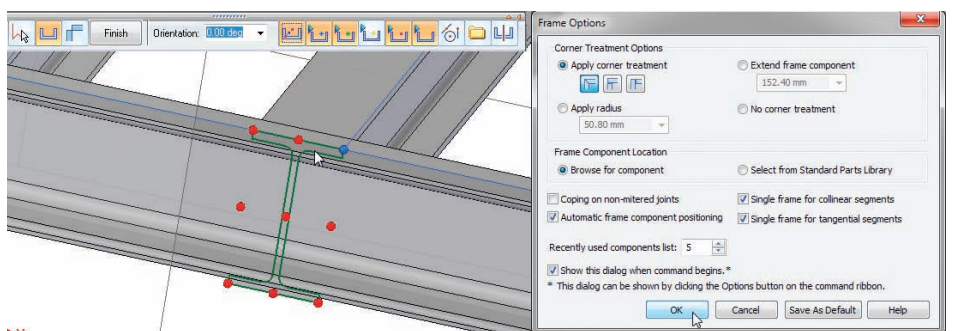 Finish
Orientation: 0.00 deg
Frame Options
Corner Treatment Options
Apply corner treatment
Extend frame component
152.40 mm
Apply radius
No corner treatment
50.80 mm
Frame Component Location
Browse for component
Select from Standard Parts Library
Coping on non-mitered joints
Single frame for collinear segments
Automatic frame component positioning
Single frame for tangential segments
Recently used components list: 5
Show this dialog when command begins.*
* This dialog can be shown by clicking the Options button on the command ribbon.
OK Cancel Save As Default Help